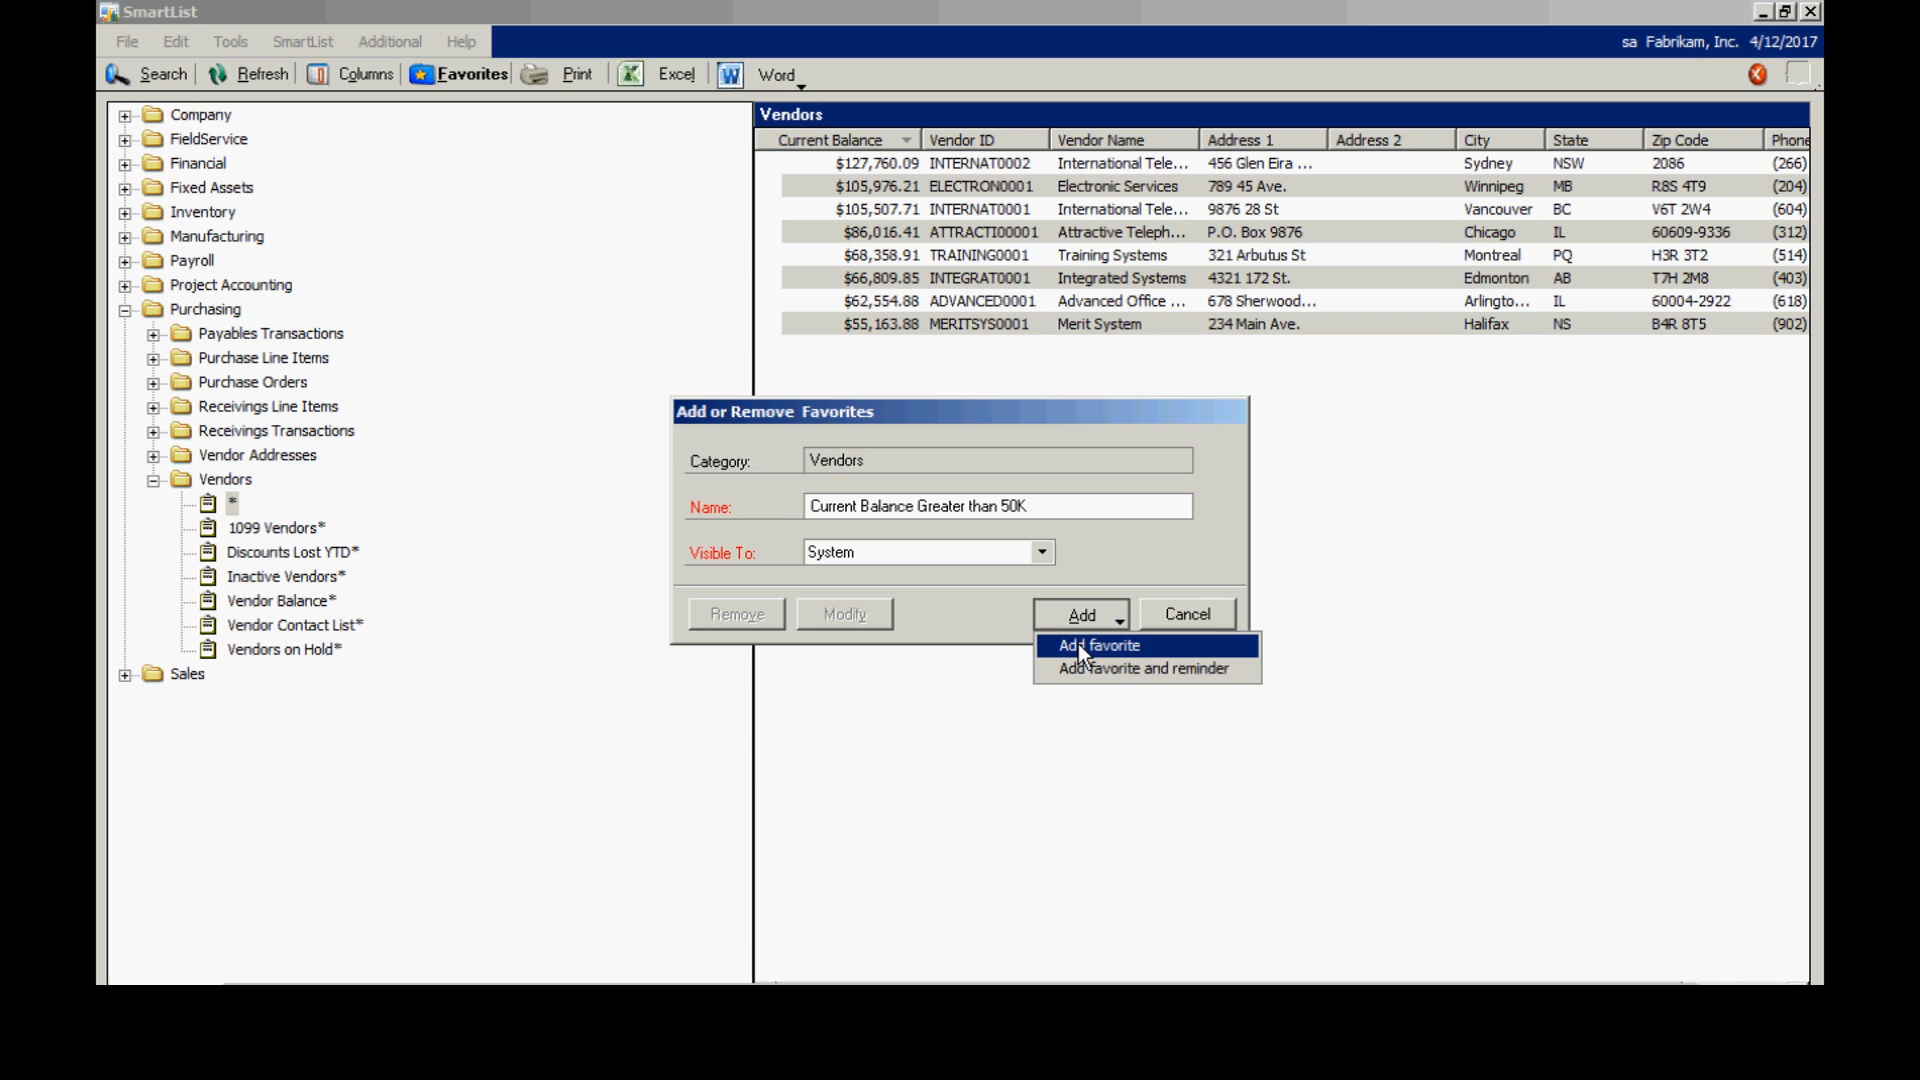 SmartList
File Edit Tools SmartList Additional Help
sa Fabrikam, Inc. 4/12/2017
Search Refresh Columns Favorites Print Excel Word
Company
FieldService
Financial
Fixed Assets
Inventory
Manufacturing
Payroll
Project Accounting
Purchasing
Payables Transactions
Purchase Line Items
Purchase Orders
Receivings Line Items
Receivings Transactions
Vendor Addresses
Vendors
*
1099 Vendors*
Discounts Lost YTD*
Inactive Vendors*
Vendor Balance*
Vendor Contact List*
Vendors on Hold*
Sales
Vendors
Current Balance Vendor ID Vendor Name Address 1 Address 2 City State Zip Code Phone
$127,760.09 INTERNAT0002 International Tele... 456 Glen Eira ... Sydney NSW 2086 (266)
$105,976.21 ELECTRON0001 Electronic Services 789 45 Ave. Winnipeg MB R8S 4T9 (204)
$105,507.71 INTERNAT0001 International Tele... 9876 28 St Vancouver BC V6T 2W4 (604)
$86,016.41 ATTRACTI00001 Attractive Teleph... P.O. Box 9876 Chicago IL 60609-9336 (312)
$68,358.91 TRAINING0001 Training Systems 321 Arbutus St Montreal PQ H3R 3T2 (514)
$66,809.85 INTEGRAT0001 Integrated Systems 4321 172 St. Edmonton AB T7H 2M8 (403)
$62,554.88 ADVANCED0001 Advanced Office ... 678 Sherwood... Arlingto... IL 60004-2922 (618)
$55,163.88 MERITSYS0001 Merit System 234 Main Ave. Halifax NS B4R 8T5 (902)
Add or Remove Favorites
Category: Vendors
Name: Current Balance Greater than 50K
Visible To: System
Remove Modify Add Cancel
Add favorite
Add favorite and reminder